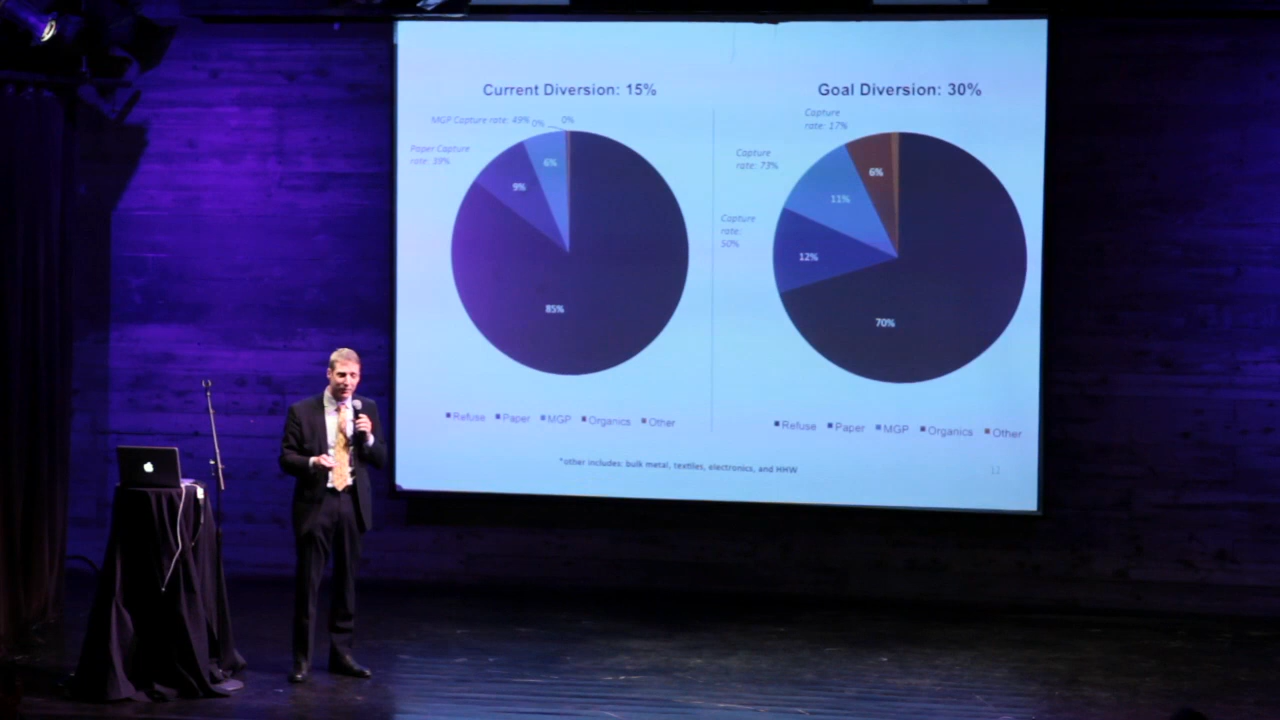 Current Diversion: 15%
MGP Capture rate: 49%
0%
0%
Paper Capture
rate: 39%
6%
9%
85%
Refuse Paper MGP Organics Other
Goal Diversion: 30%
Capture
rate: 17%
Capture
rate: 73%
Capture
rate:
50%
6%
11%
12%
70%
Refuse Paper MGP Organics Other
*other includes: bulk metal, textiles, electronics, and HHW
12